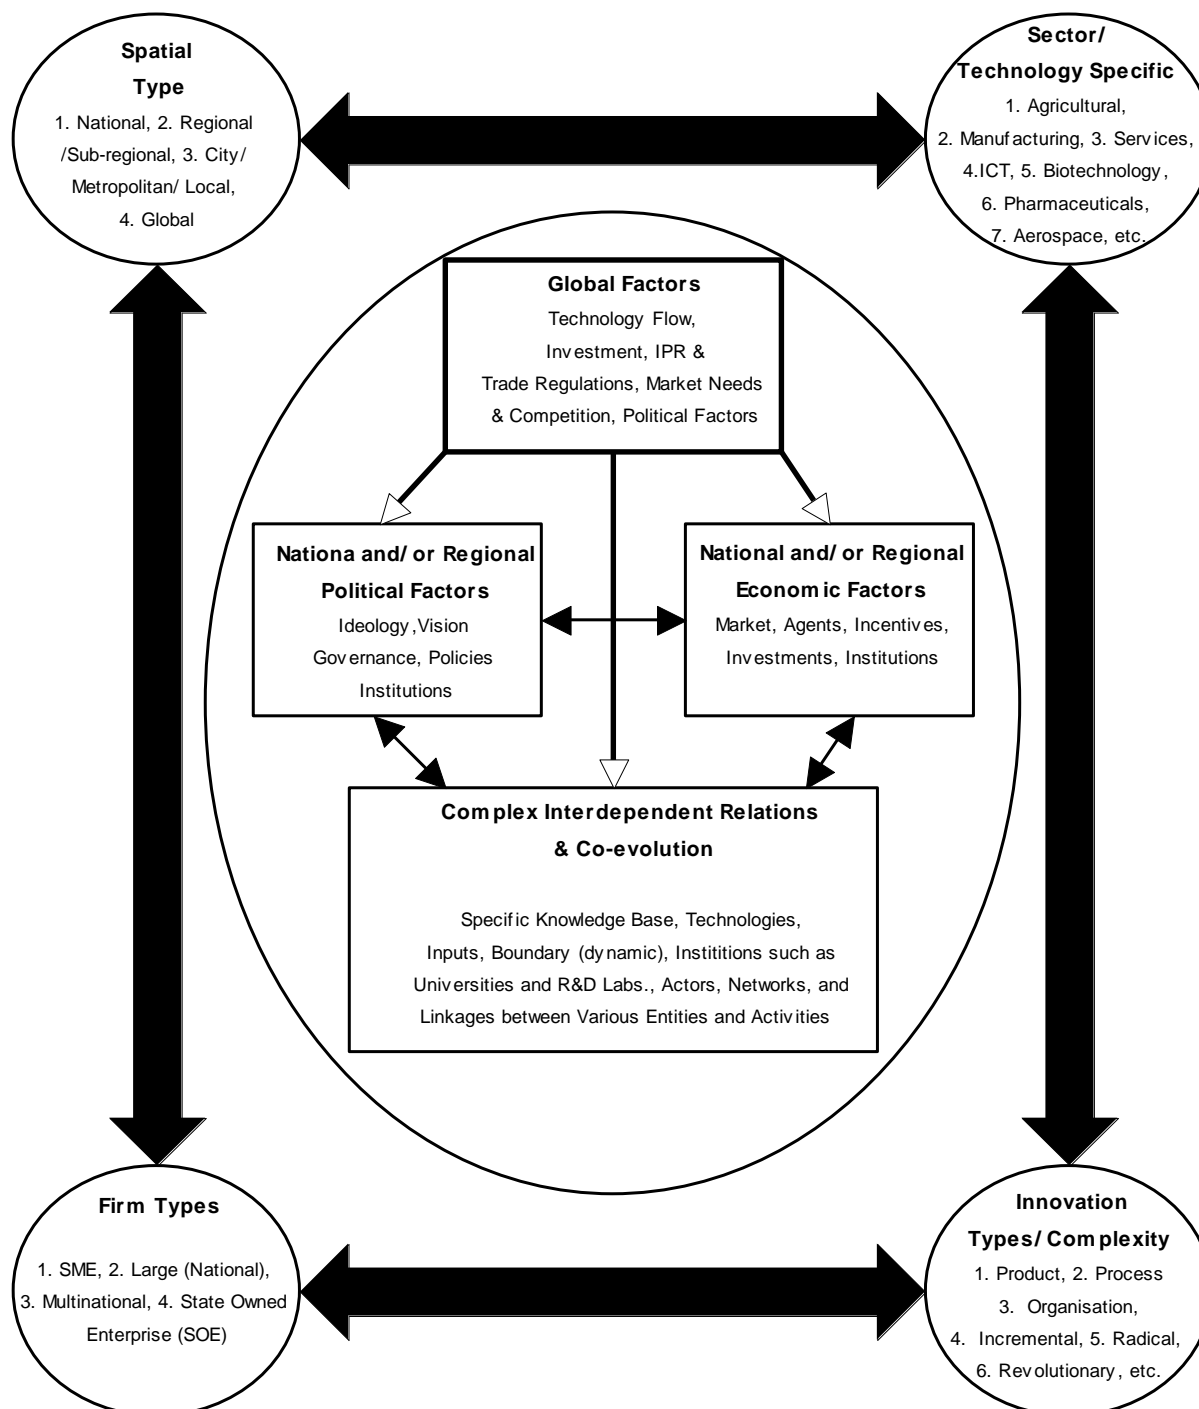 Spatial
Type
1. National, 2. Regional
/Sub-regional, 3. City/
Metropolitan/ Local,
4. Global
Sector/
Technology Specific
1. Agricultural,
2. Manufacturing, 3. Services,
4.ICT, 5. Biotechnology,
6. Pharmaceuticals,
7. Aerospace, etc.
Global Factors
Technology Flow,
Investment, IPR &
Trade Regulations, Market Needs
& Competition, Political Factors
Nationa and/ or Regional
Political Factors
Ideology,Vision
Governance, Policies
Institutions
National and/ or Regional
Economic Factors
Market, Agents, Incentives,
Investments, Institutions
Complex Interdependent Relations
& Co-evolution
Specific Knowledge Base, Technologies,
Inputs, Boundary (dynamic), Instititions such as
Universities and R&D Labs., Actors, Networks, and
Linkages between Various Entities and Activities
Firm Types
1. SME, 2. Large (National),
3. Multinational, 4. State Owned
Enterprise (SOE)
Innovation
Types/ Complexity
1. Product, 2. Process
3. Organisation,
4. Incremental, 5. Radical,
6. Revolutionary, etc.